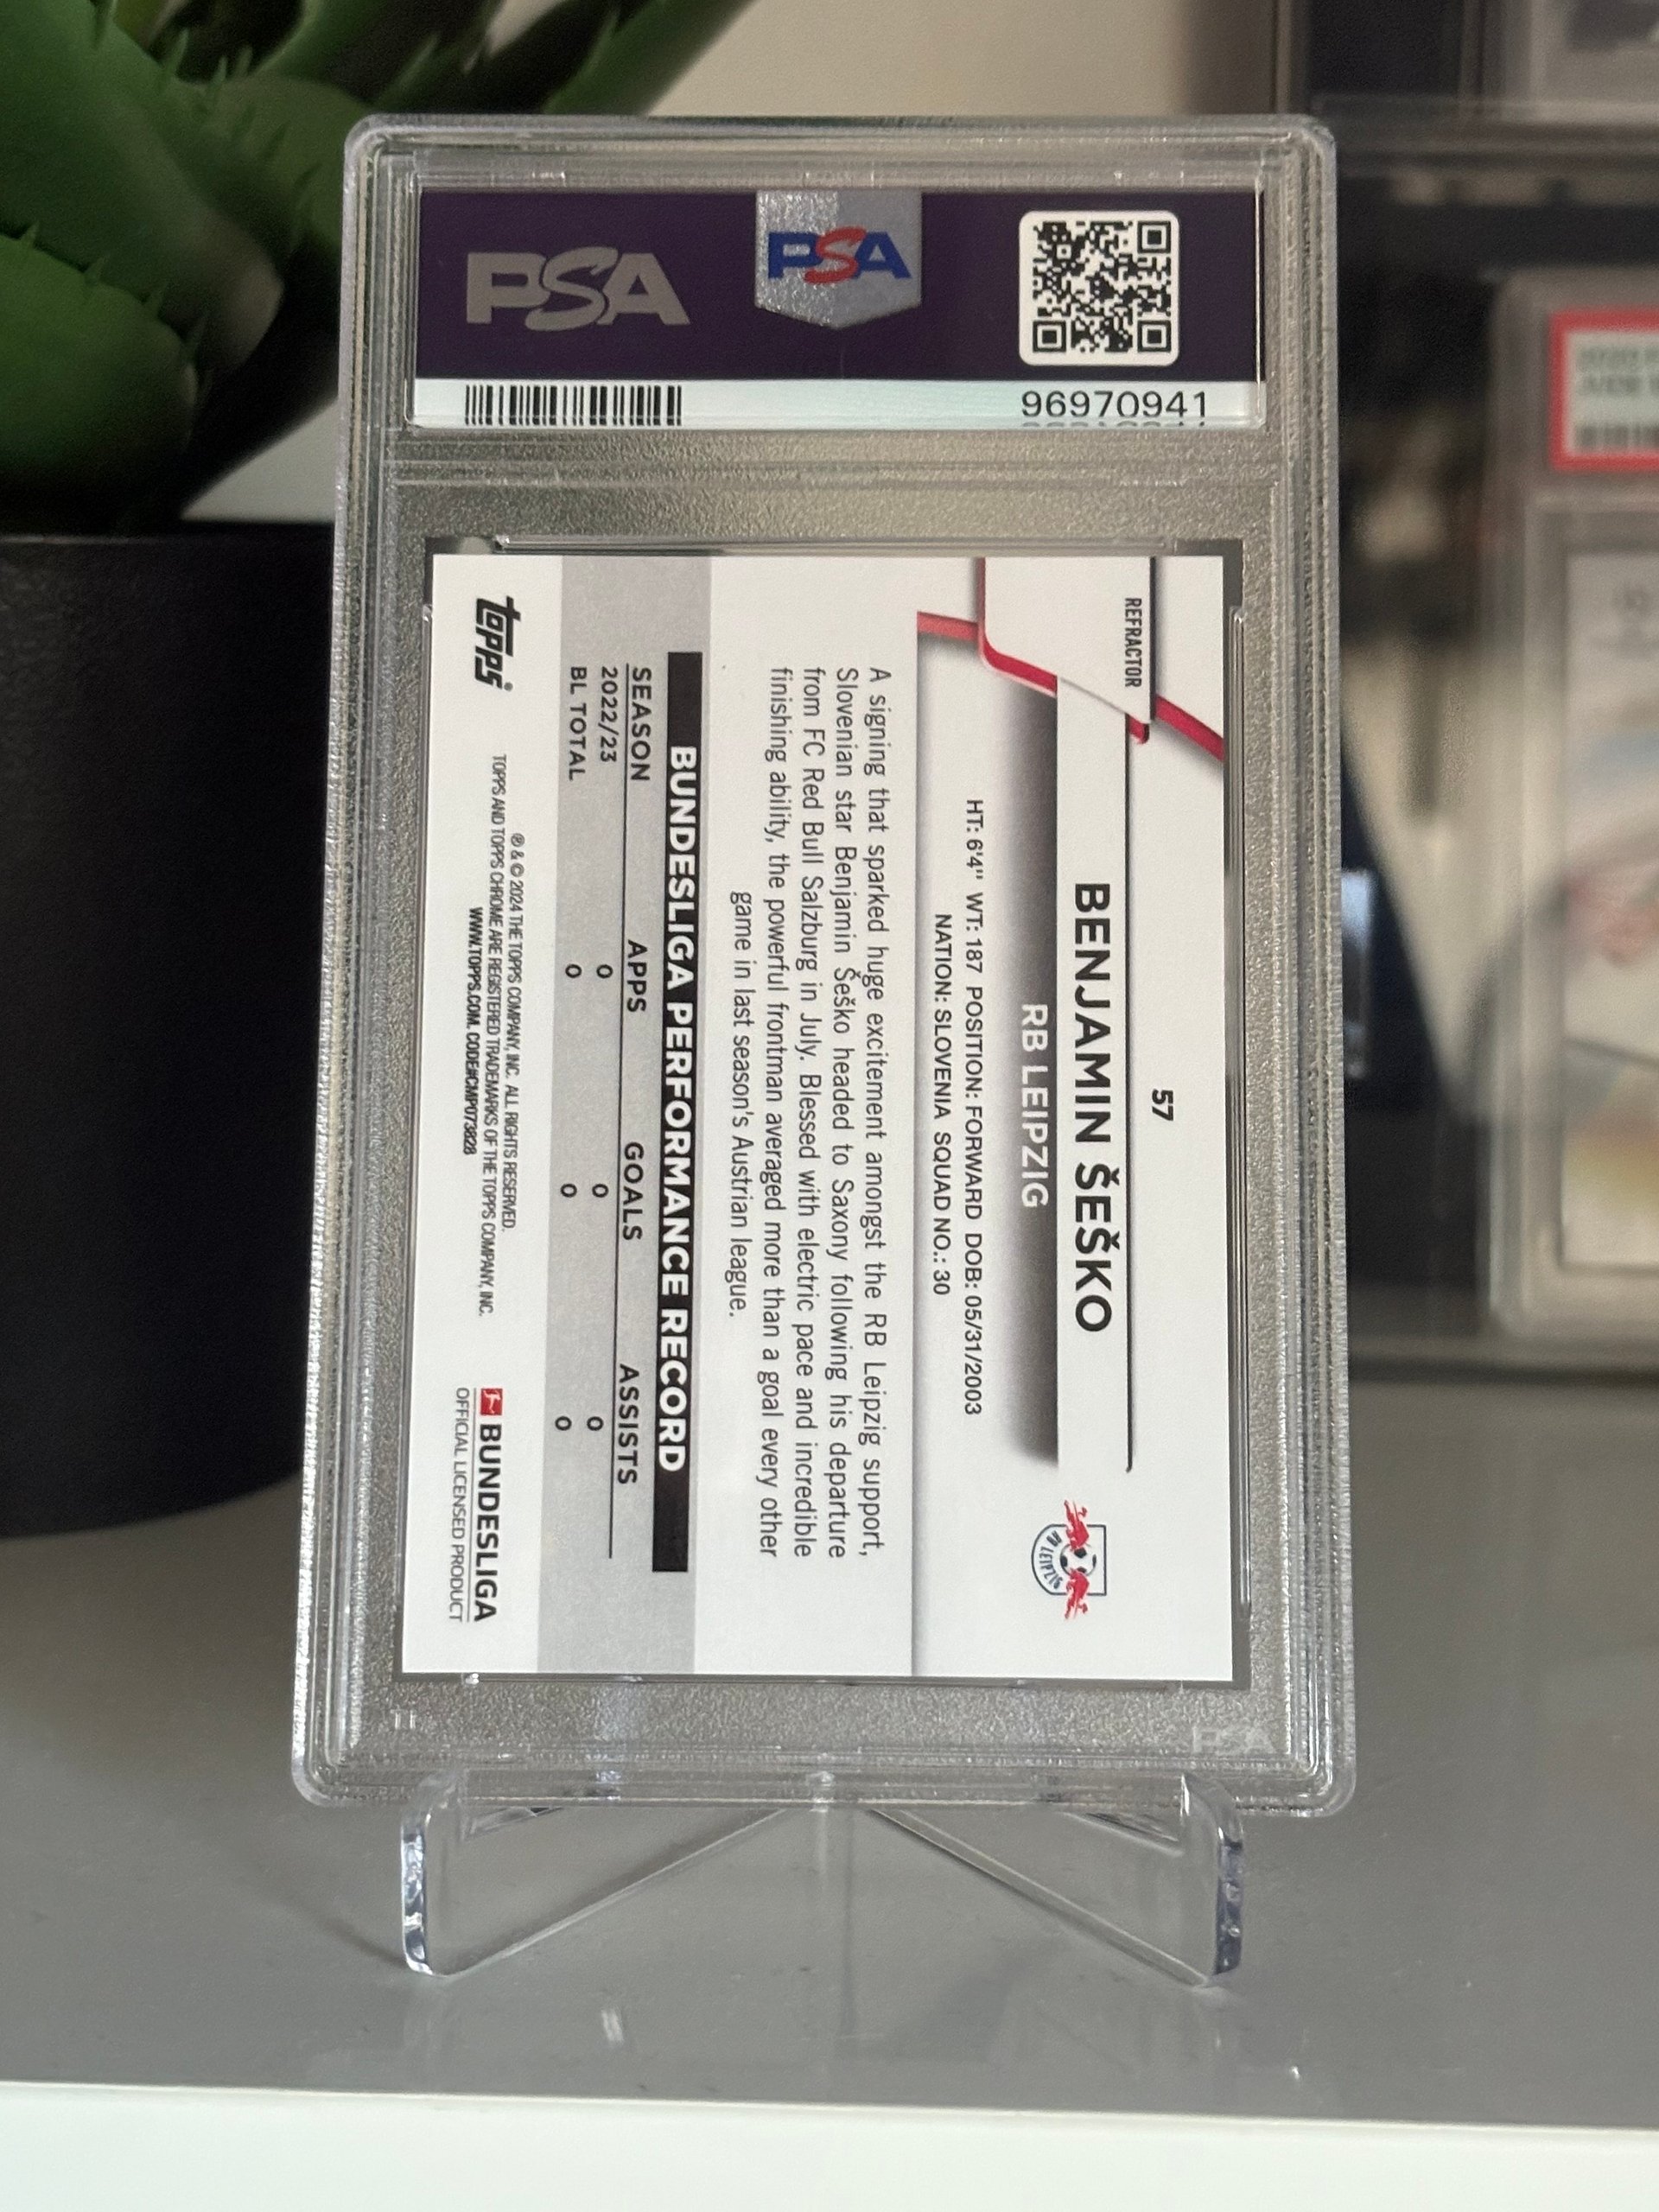 PSA
PSA
96970941
REFRACTOR
57
BENJAMIN ŠEŠKO
RB LEIPZIG
HT: 6'4" WT: 187 POSITION: FORWARD DOB: 05/31/2003
NATION: SLOVENIA SQUAD NO.: 30
LEIPZIG
A signing that sparked huge excitement amongst the RB Leipzig support,
Slovenian star Benjamin Šeško headed to Saxony following his departure
from FC Red Bull Salzburg in July. Blessed with electric pace and incredible
finishing ability, the powerful frontman averaged more than a goal every other
game in last season's Austrian league.
BUNDESLIGA PERFORMANCE RECORD
SEASON APPS GOALS ASSISTS
2022/23 0 0 0
BL TOTAL 0 0 0
topps®
® & © 2024 THE TOPPS COMPANY, INC. ALL RIGHTS RESERVED.
TOPPS AND TOPPS CHROME ARE REGISTERED TRADEMARKS OF THE TOPPS COMPANY, INC.
WWW.TOPPS.COM. CODE#CMP073828
BUNDESLIGA
OFFICIAL LICENSED PRODUCT
PSA